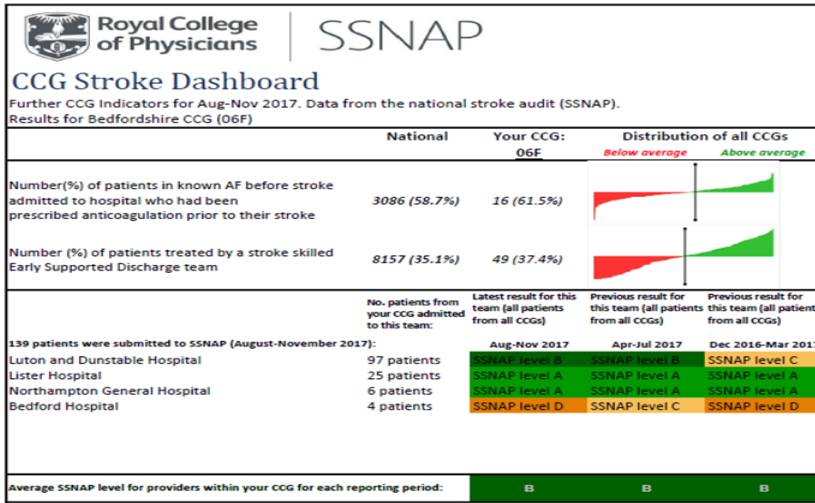 Royal College
of Physicians
SSNAP
CCG Stroke Dashboard
Further CCG Indicators for Aug-Nov 2017. Data from the national stroke audit (SSNAP).
Results for Bedfordshire CCG (06F)
National Your CCG: Distribution of all CCGs
06F Below average Above average
Number(%) of patients in known AF before stroke
admitted to hospital who had been
prescribed anticoagulation prior to their stroke
3086 (58.7%) 16 (61.5%)
Number (%) of patients treated by a stroke skilled
Early Supported Discharge team
8157 (35.1%) 49 (37.4%)
No. patients from
your CCG admitted
to this team:
Latest result for this
team (all patients
from all CCGs)
Previous result for
this team (all patients
from all CCGs)
Previous result for
this team (all patients
from all CCGs)
139 patients were submitted to SSNAP (August-November 2017): Aug-Nov 2017 Apr-Jul 2017 Dec 2016-Mar 2017
Luton and Dunstable Hospital 97 patients SSNAP level B SSNAP level B SSNAP level C
Lister Hospital 25 patients SSNAP level A SSNAP level A SSNAP level A
Northampton General Hospital 6 patients SSNAP level A SSNAP level A SSNAP level A
Bedford Hospital 4 patients SSNAP level D SSNAP level C SSNAP level D
Average SSNAP level for providers within your CCG for each reporting period: B B B